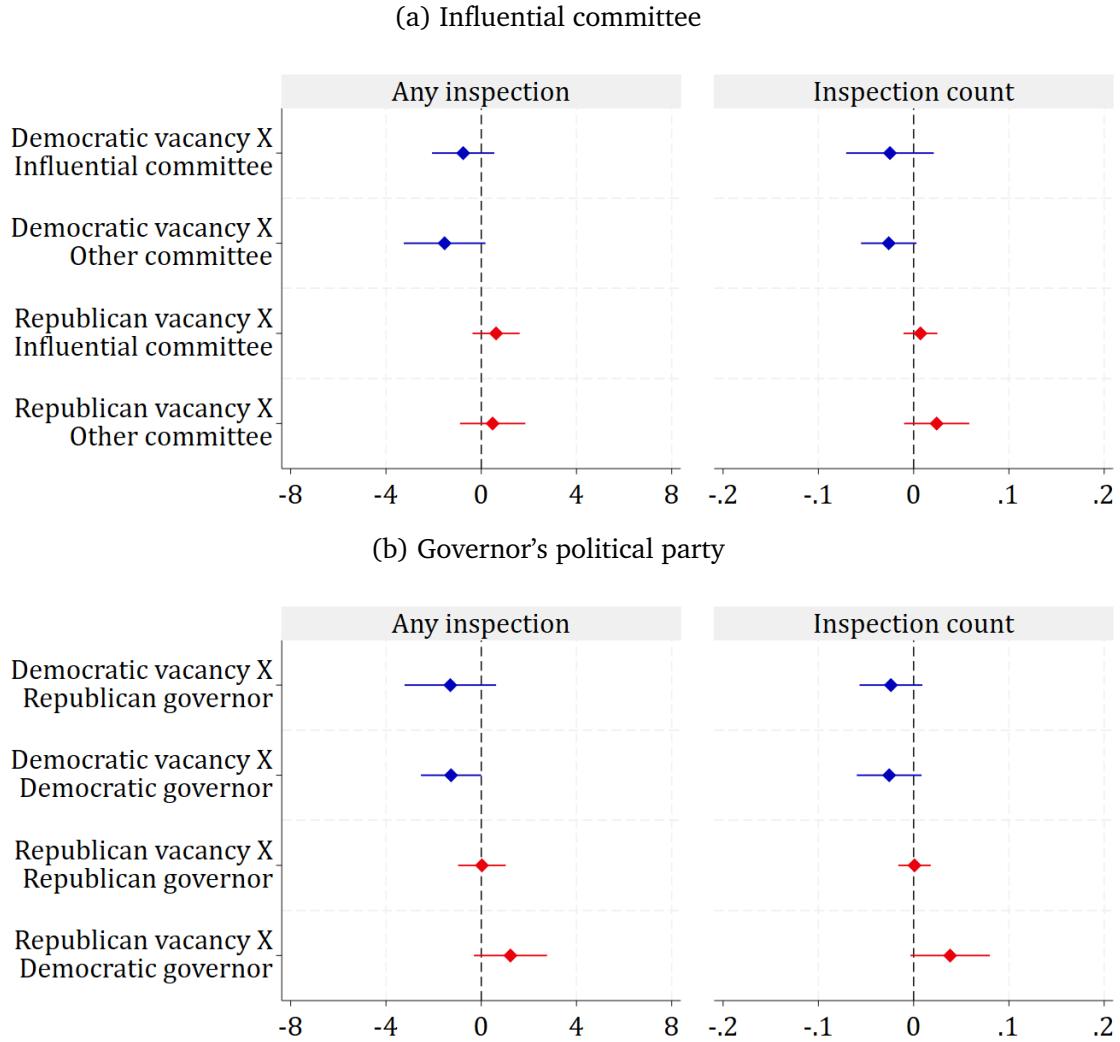 (a) Influential committee
Any inspection
Inspection count
Democratic vacancy X
Influential committee
Democratic vacancy X
Other committee
Republican vacancy X
Influential committee
Republican vacancy X
Other committee
-8 -4 0 4 8
-.2 -.1 0 .1 .2
(b) Governor’s political party
Any inspection
Inspection count
Democratic vacancy X
Republican governor
Democratic vacancy X
Democratic governor
Republican vacancy X
Republican governor
Republican vacancy X
Democratic governor
-8 -4 0 4 8
-.2 -.1 0 .1 .2